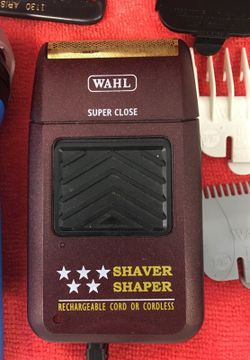 WAHL
SUPER CLOSE
SHAVER
SHAPER
RECHARGEABLE CORD OR CORDLESS